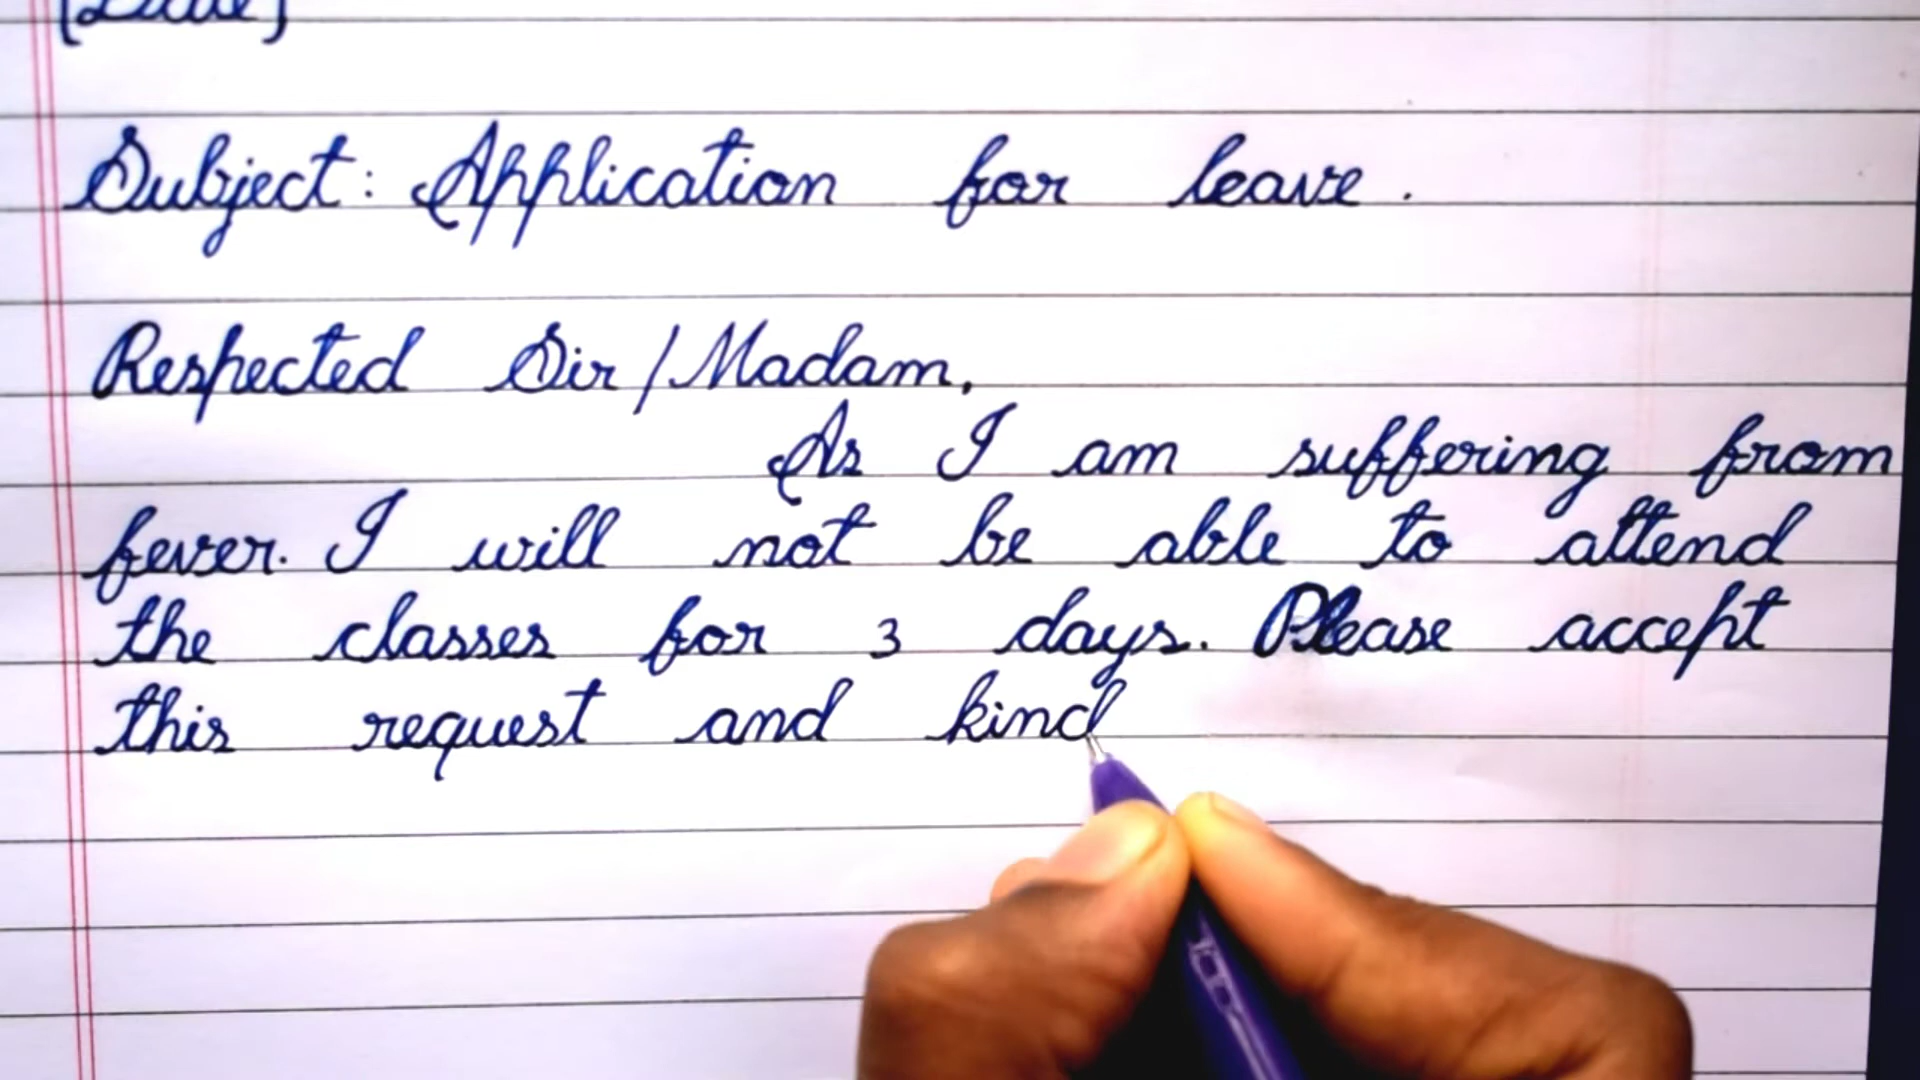 [Date]
Subject: Application for leave.
Respected Sir/Madam,
As I am suffering from
fever. I will not be able to attend
the classes for 3 days. Please accept
this request and kind